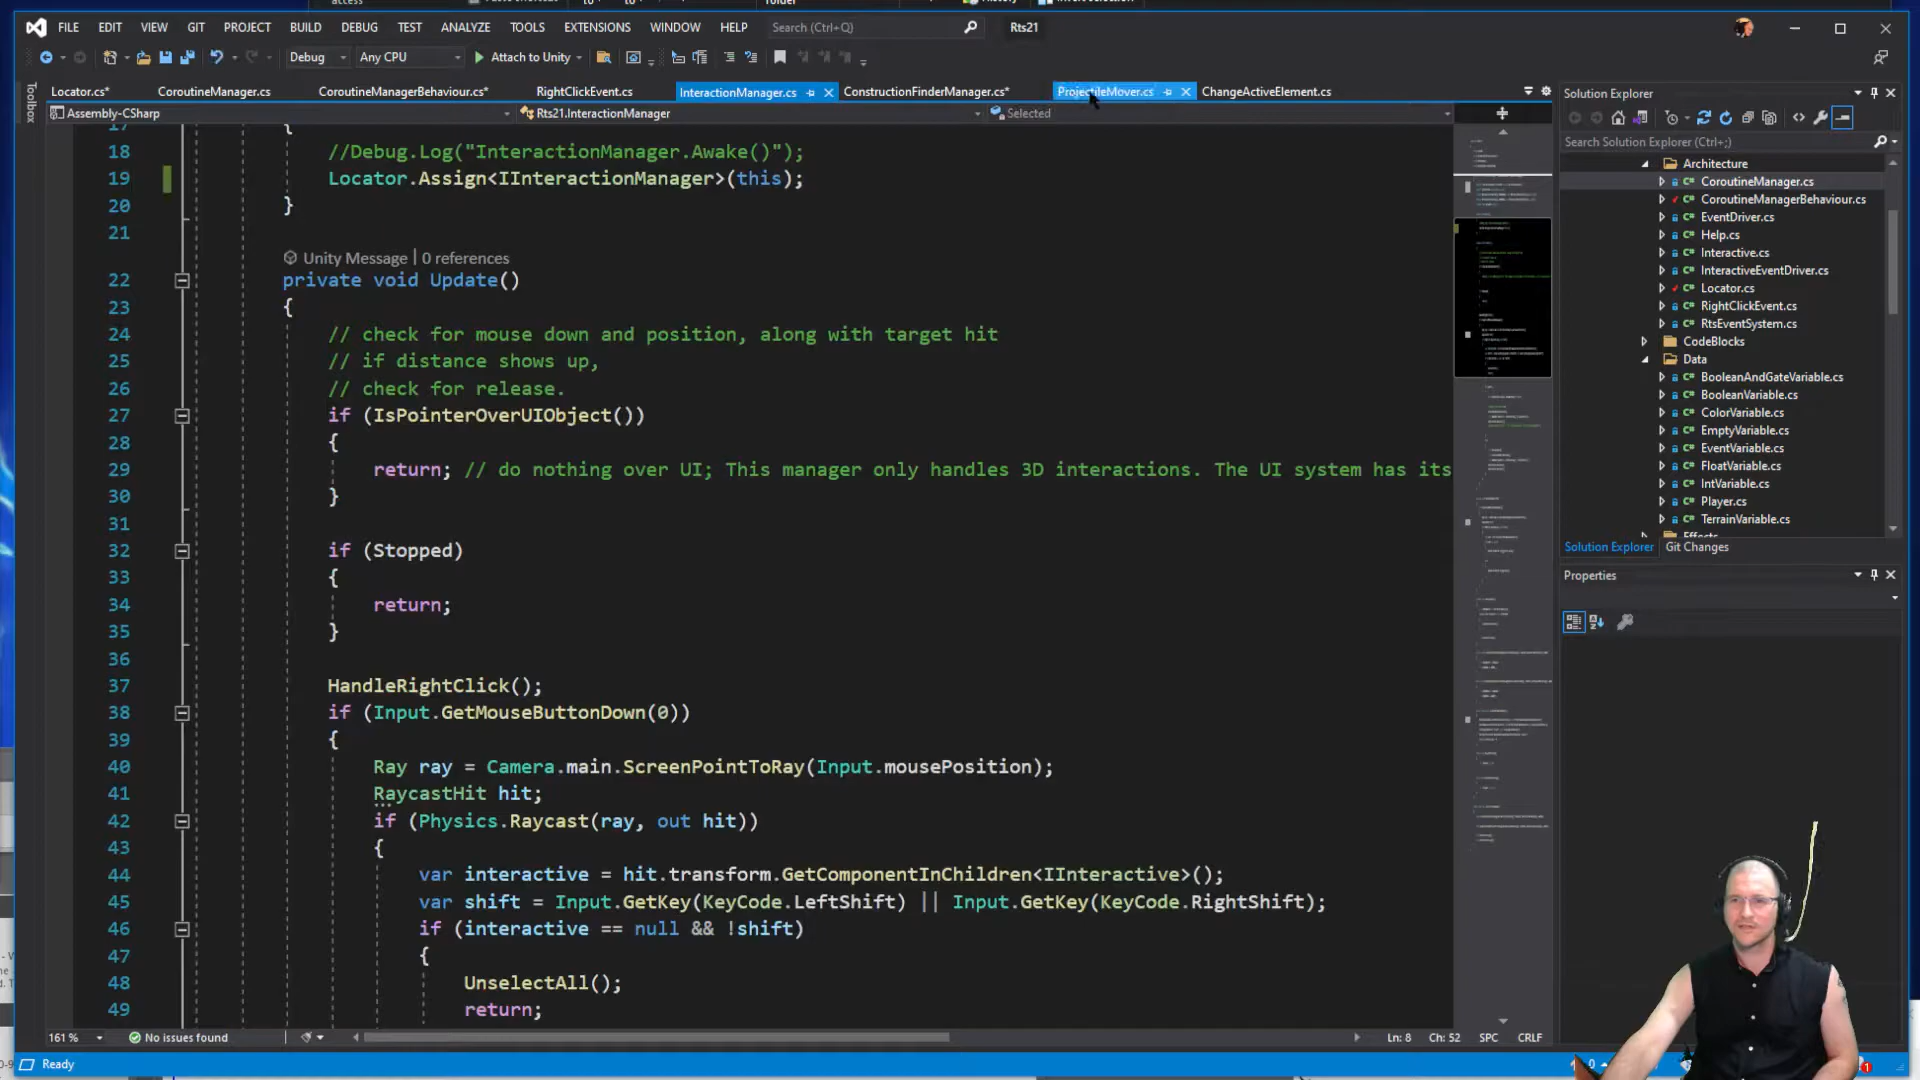 access
folder
FILE EDIT VIEW GIT PROJECT BUILD DEBUG TEST ANALYZE TOOLS EXTENSIONS WINDOW HELP Search (Ctrl+Q) Rts21
Debug Any CPU Attach to Unity
Toolbox
Locator.cs* CoroutineManager.cs CoroutineManagerBehaviour.cs* RightClickEvent.cs InteractionManager.cs ConstructionFinderManager.cs* ProjectileMover.cs ChangeActiveElement.cs
Assembly-CSharp Rts21.InteractionManager Selected
17 {
18 //Debug.Log("InteractionManager.Awake()");
19 Locator.Assign<IInteractionManager>(this);
20 }
21
Unity Message | 0 references
22 private void Update()
23 {
24 // check for mouse down and position, along with target hit
25 // if distance shows up,
26 // check for release.
27 if (IsPointerOverUIObject())
28 {
29 return; // do nothing over UI; This manager only handles 3D interactions. The UI system has its
30 }
31
32 if (Stopped)
33 {
34 return;
35 }
36
37 HandleRightClick();
38 if (Input.GetMouseButtonDown(0))
39 {
40 Ray ray = Camera.main.ScreenPointToRay(Input.mousePosition);
41 RaycastHit hit;
42 if (Physics.Raycast(ray, out hit))
43 {
44 var interactive = hit.transform.GetComponentInChildren<IInteractive>();
45 var shift = Input.GetKey(KeyCode.LeftShift) || Input.GetKey(KeyCode.RightShift);
46 if (interactive == null && !shift)
47 {
48 UnselectAll();
49 return;
161 % No issues found Ln: 8 Ch: 52 SPC CRLF
Ready
Solution Explorer
Search Solution Explorer (Ctrl+;)
Architecture
CoroutineManager.cs
CoroutineManagerBehaviour.cs
EventDriver.cs
Help.cs
Interactive.cs
InteractiveEventDriver.cs
Locator.cs
RightClickEvent.cs
RtsEventSystem.cs
CodeBlocks
Data
BooleanAndGateVariable.cs
BooleanVariable.cs
ColorVariable.cs
EmptyVariable.cs
EventVariable.cs
FloatVariable.cs
IntVariable.cs
Player.cs
TerrainVariable.cs
Effects
Solution Explorer Git Changes
Properties
0
1